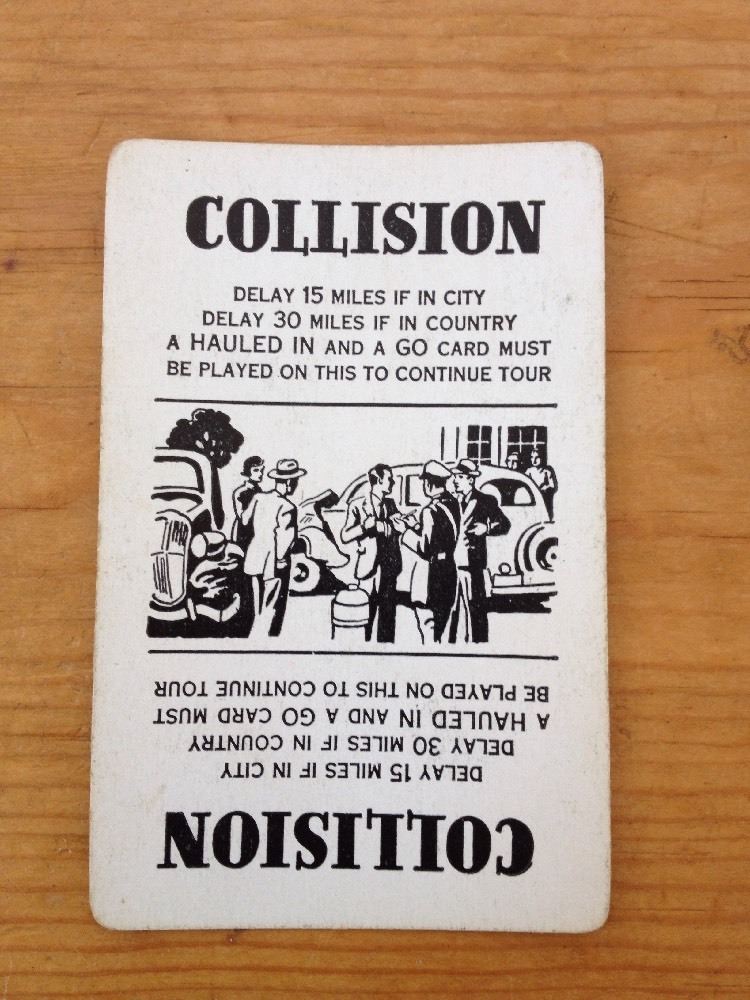 COLLISION
DELAY 15 MILES IF IN CITY
DELAY 30 MILES IF IN COUNTRY
A HAULED IN AND A GO CARD MUST
BE PLAYED ON THIS TO CONTINUE TOUR
COLLISION
DELAY 15 MILES IF IN CITY
DELAY 30 MILES IF IN COUNTRY
A HAULED IN AND A GO CARD MUST
BE PLAYED ON THIS TO CONTINUE TOUR